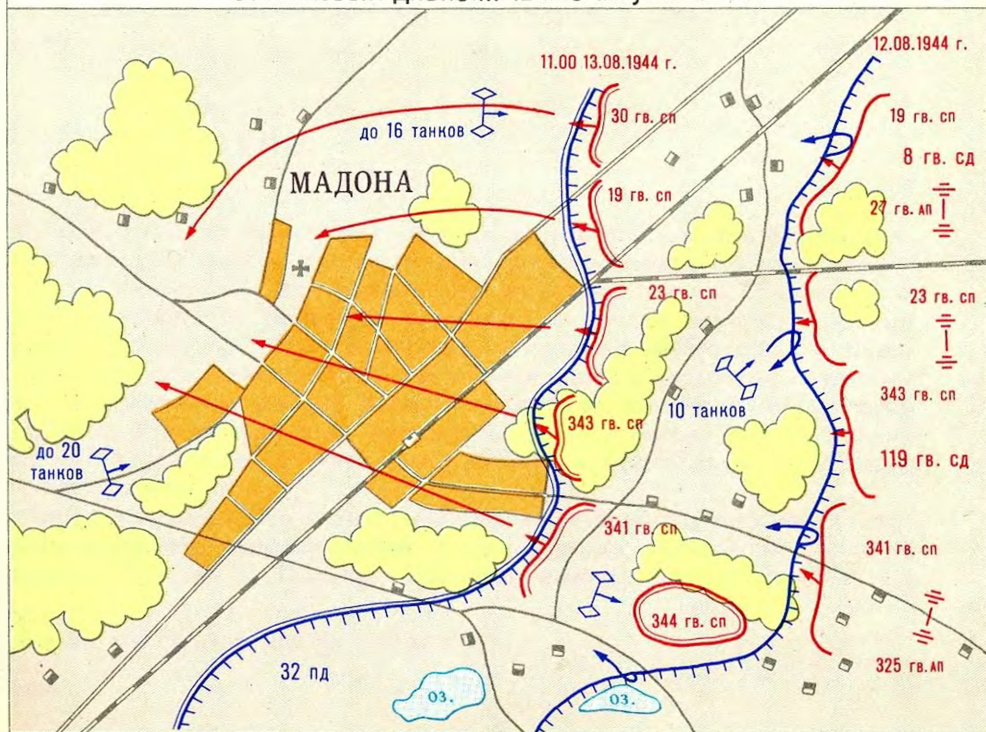 11.00 13.08.1944 г.
12.08.1944 г.
30 гв. сп
до 16 танков
19 гв. сп
8 гв. СД
МАДОНА
19 гв. сп
27 гв. АП
23 гв. сп
23 гв. сп
10 танков
343 гв. сп
343 гв. сп
до 20
танков
119 гв. СД
341 гв. сп
341 гв. сп
344 гв. сп
32 пд
325 гв. АП
оз.
оз.